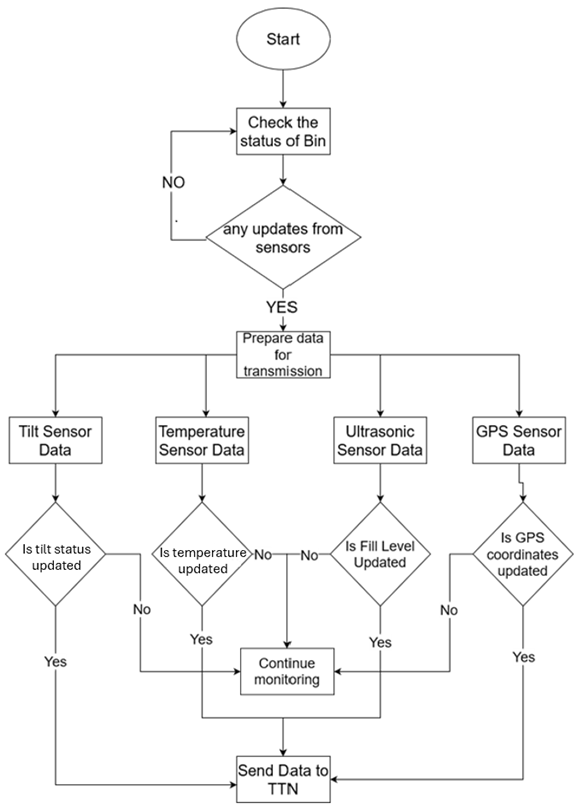 Start
Check the
status of Bin
NO
any updates from
sensors
YES
Prepare data
for
transmission
Tilt Sensor
Data
Temperature
Sensor Data
Ultrasonic
Sensor Data
GPS Sensor
Data
Is tilt status
updated
Is temperature
updated
No
No
Is Fill Level
Updated
Is GPS
coordinates
updated
No
No
Yes
Yes
Yes
Yes
Continue
monitoring
Send Data to
TTN